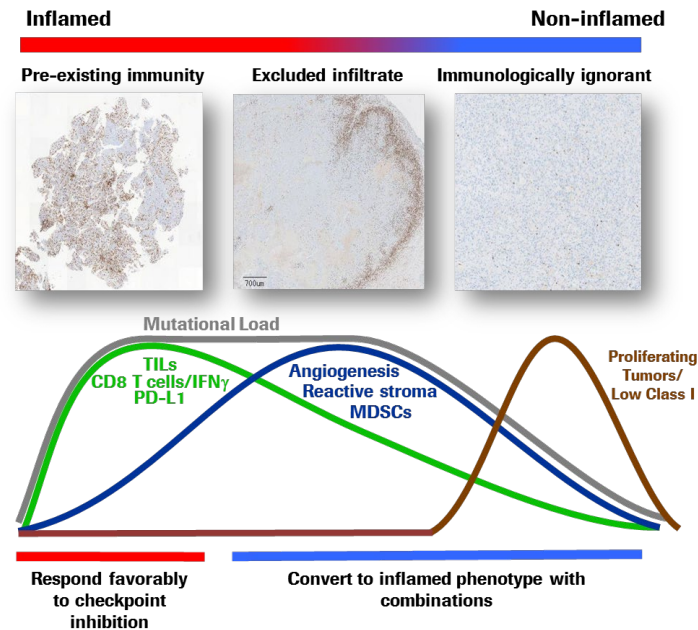 Inflamed
Non-inflamed
Pre-existing immunity
Excluded infiltrate
Immunologically ignorant
700um
Mutational Load
TILs
CD8 T cells/IFNγ
PD-L1
Angiogenesis
Reactive stroma
MDSCs
Proliferating
Tumors/
Low Class I
Respond favorably
to checkpoint
inhibition
Convert to inflamed phenotype with
combinations